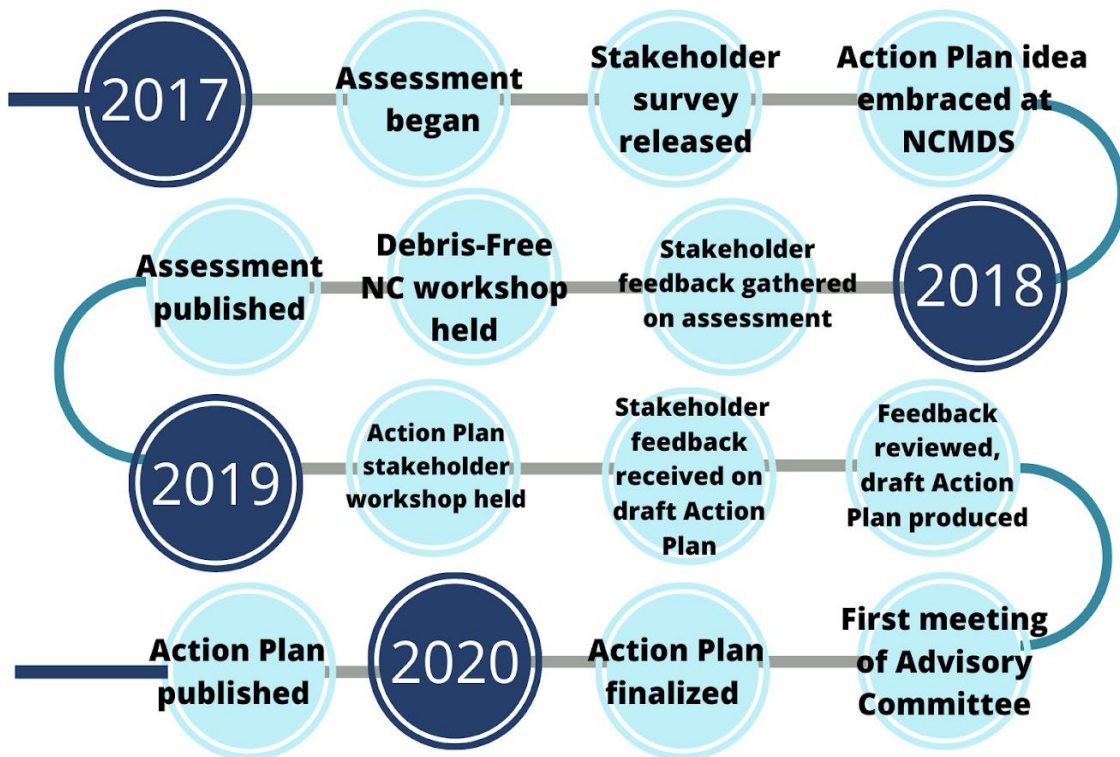 2017
Assessment
began
Stakeholder
survey
released
Action Plan idea
embraced at
NCMDS
2018
Stakeholder
feedback gathered
on assessment
Debris-Free
NC workshop
held
Assessment
published
2019
Action Plan
stakeholder
workshop held
Stakeholder
feedback
received on
draft Action
Plan
Feedback
reviewed,
draft Action
Plan produced
First meeting
of Advisory
Committee
Action Plan
finalized
2020
Action Plan
published